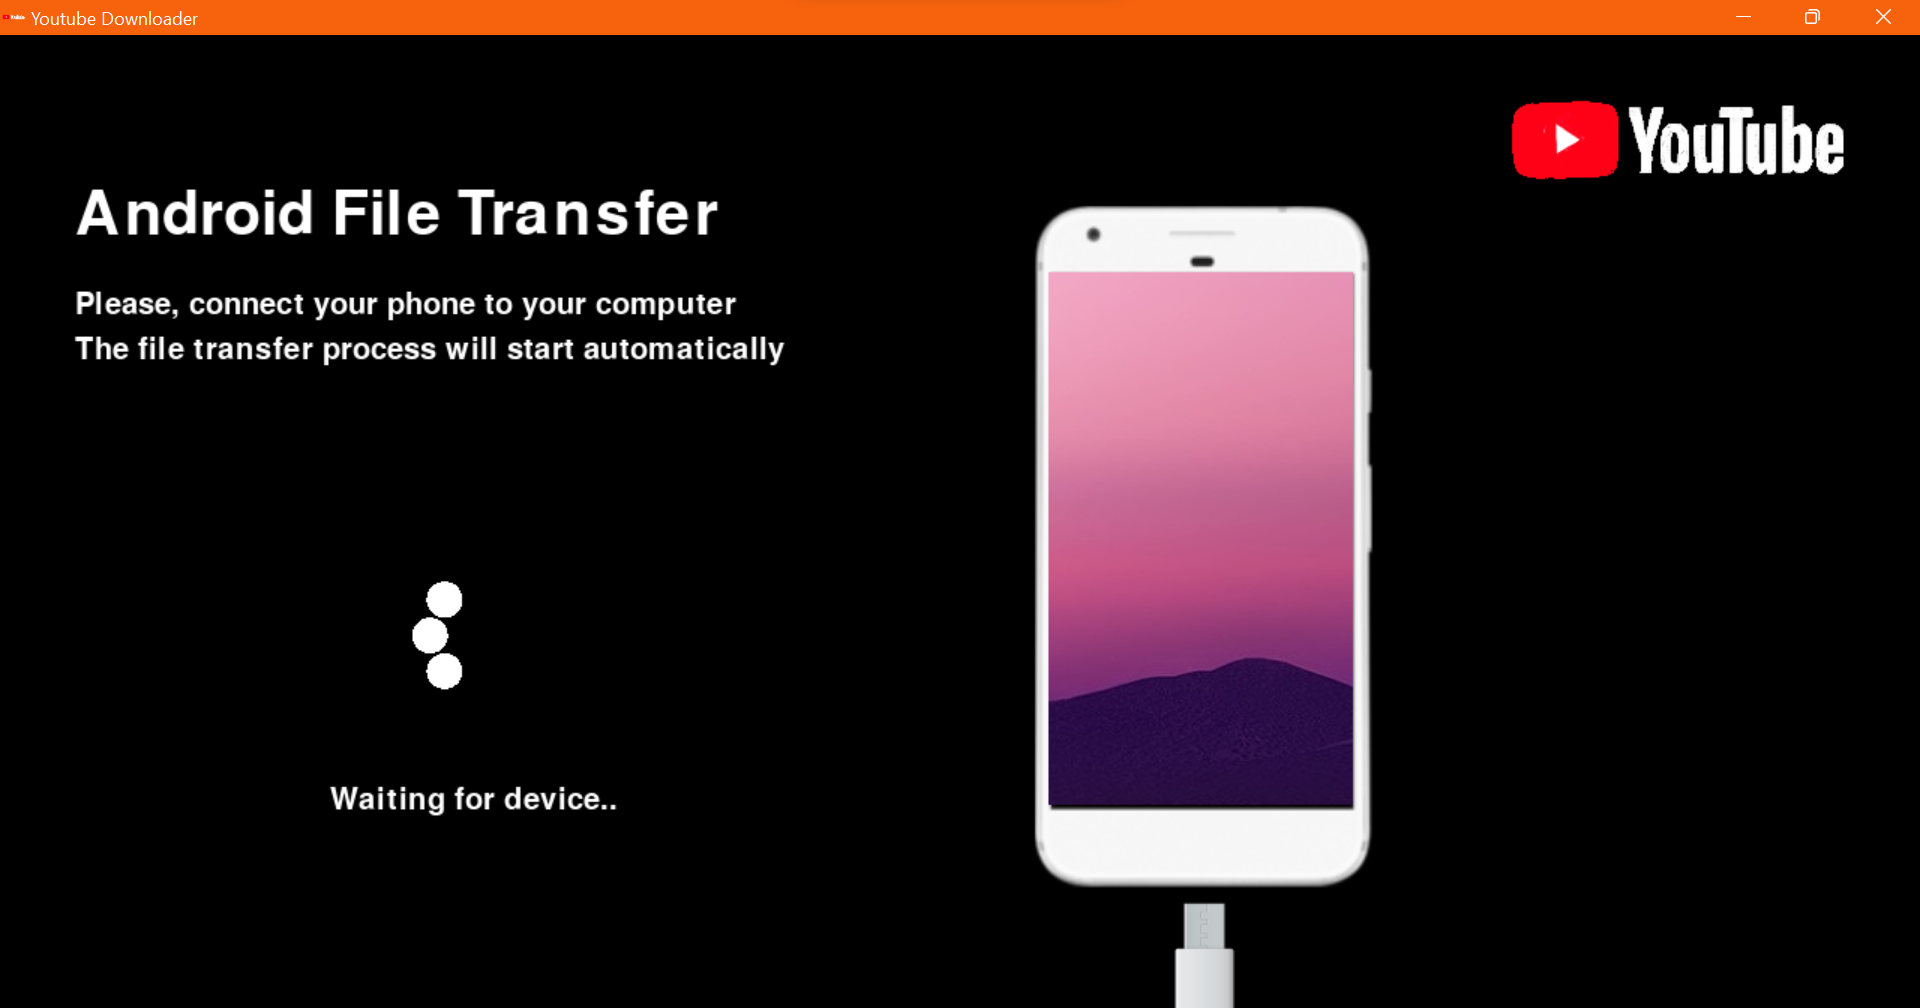 Youtube Downloader
YouTube
Android File Transfer
Please, connect your phone to your computer
The file transfer process will start automatically
Waiting for device..